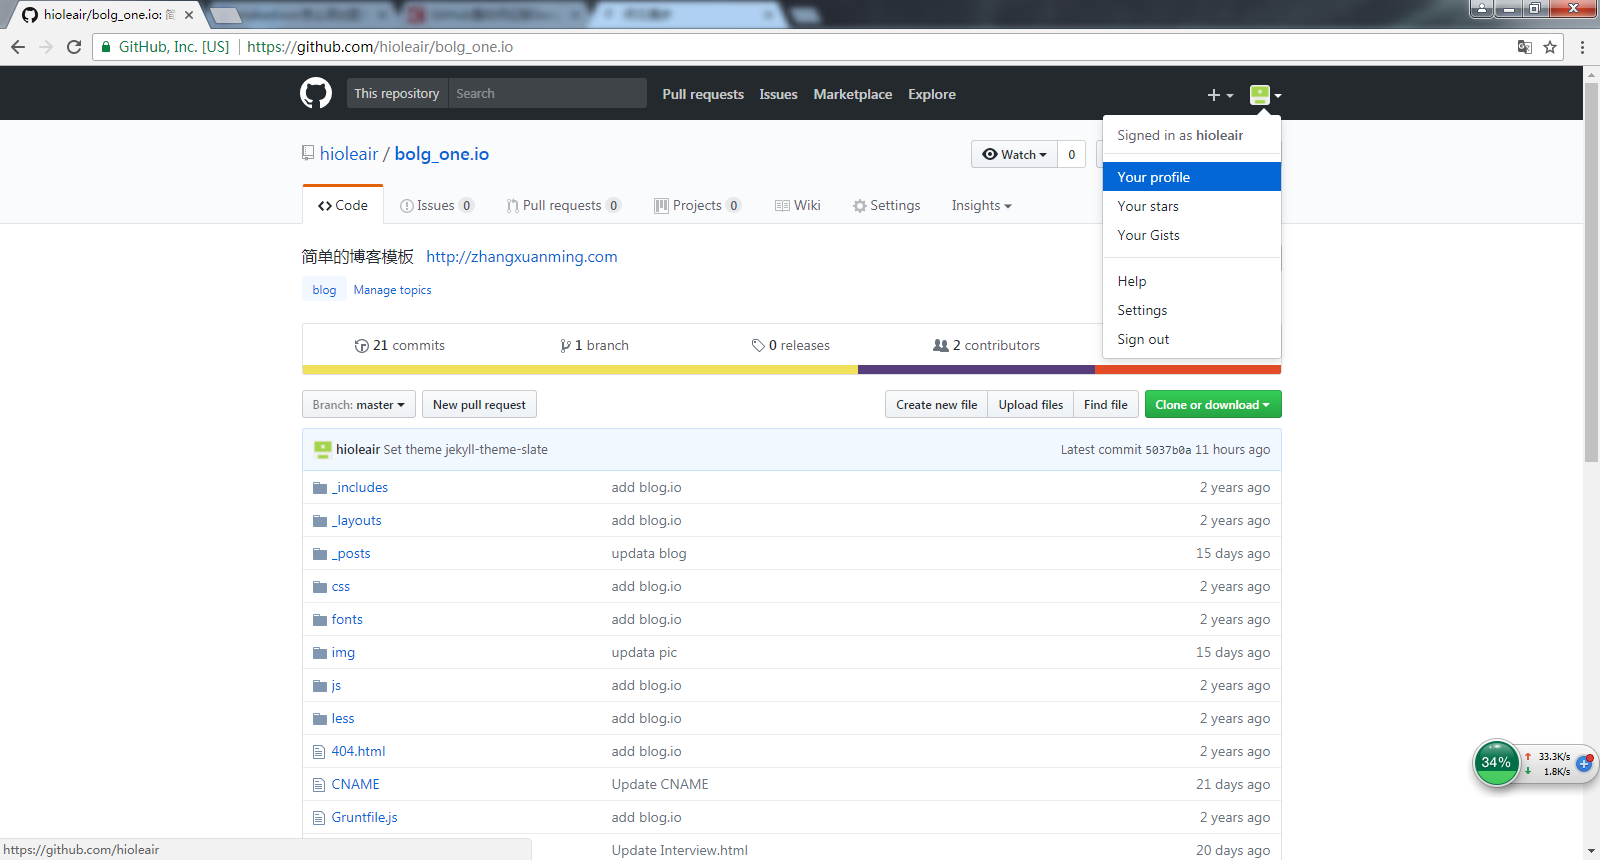 hioleair/bolg_one.io: 简
GitHub, Inc. [US] https://github.com/hioleair/bolg_one.io
This repository Search Pull requests Issues Marketplace Explore
Signed in as hioleair
Your profile
Your stars
Your Gists
Help
Settings
Sign out
hioleair / bolg_one.io Watch 0
Code Issues 0 Pull requests 0 Projects 0 Wiki Settings Insights
简单的博客模板 http://zhangxuanming.com
blog Manage topics
21 commits 1 branch 0 releases 2 contributors
Branch: master New pull request Create new file Upload files Find file Clone or download
hioleair Set theme jekyll-theme-slate Latest commit 5037b0a 11 hours ago
_includes add blog.io 2 years ago
_layouts add blog.io 2 years ago
_posts updata blog 15 days ago
css add blog.io 2 years ago
fonts add blog.io 2 years ago
img updata pic 15 days ago
js add blog.io 2 years ago
less add blog.io 2 years ago
404.html add blog.io 2 years ago
CNAME Update CNAME 21 days ago
Gruntfile.js add blog.io 2 years ago
Update Interview.html 20 days ago
34% 33.3K/s
1.8K/s
https://github.com/hioleair